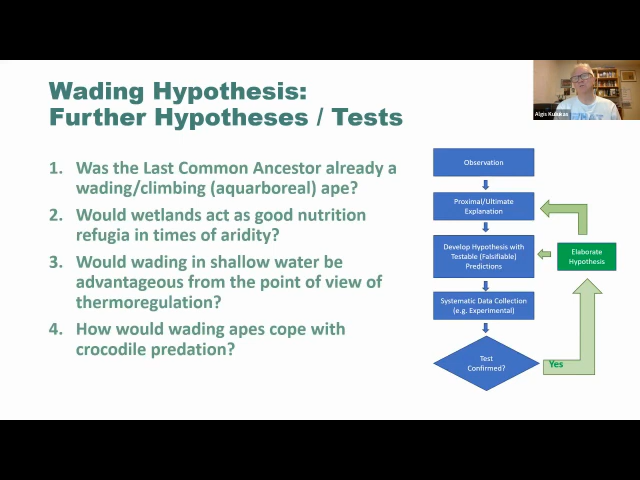 Wading Hypothesis:
Further Hypotheses / Tests
1. Was the Last Common Ancestor already a
wading/climbing (aquarboreal) ape?
2. Would wetlands act as good nutrition
refugia in times of aridity?
3. Would wading in shallow water be
advantageous from the point of view of
thermoregulation?
4. How would wading apes cope with
crocodile predation?
Observation
Proximal/Ultimate
Explanation
Develop Hypothesis with
Testable (Falsifiable)
Predictions
Systematic Data Collection
(e.g. Experimental)
Test
Confirmed?
Yes
Elaborate
Hypothesis
Algis Kuliukas